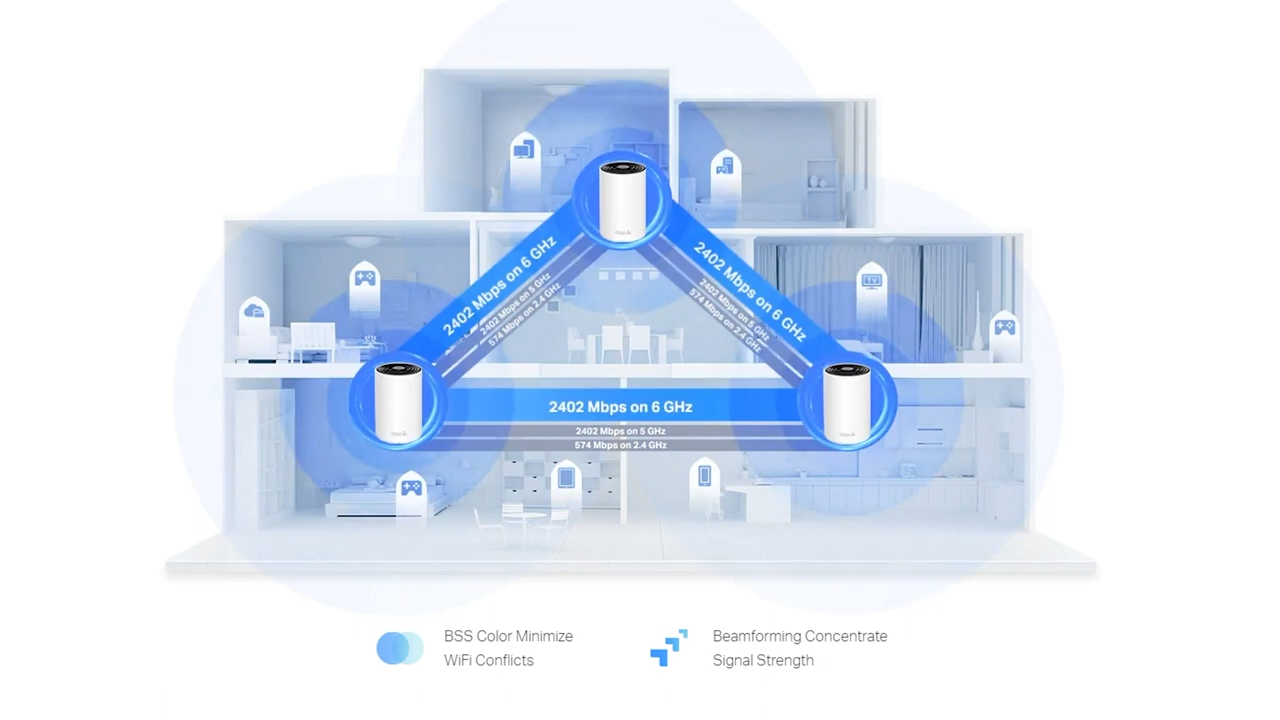 2402 Mbps on 6 GHz
2402 Mbps on 5 GHz
574 Mbps on 2.4 GHz
2402 Mbps on 6 GHz
2402 Mbps on 5 GHz
574 Mbps on 2.4 GHz
TV
2402 Mbps on 6 GHz
2402 Mbps on 5 GHz
574 Mbps on 2.4 GHz
BSS Color Minimize
WiFi Conflicts
Beamforming Concentrate
Signal Strength